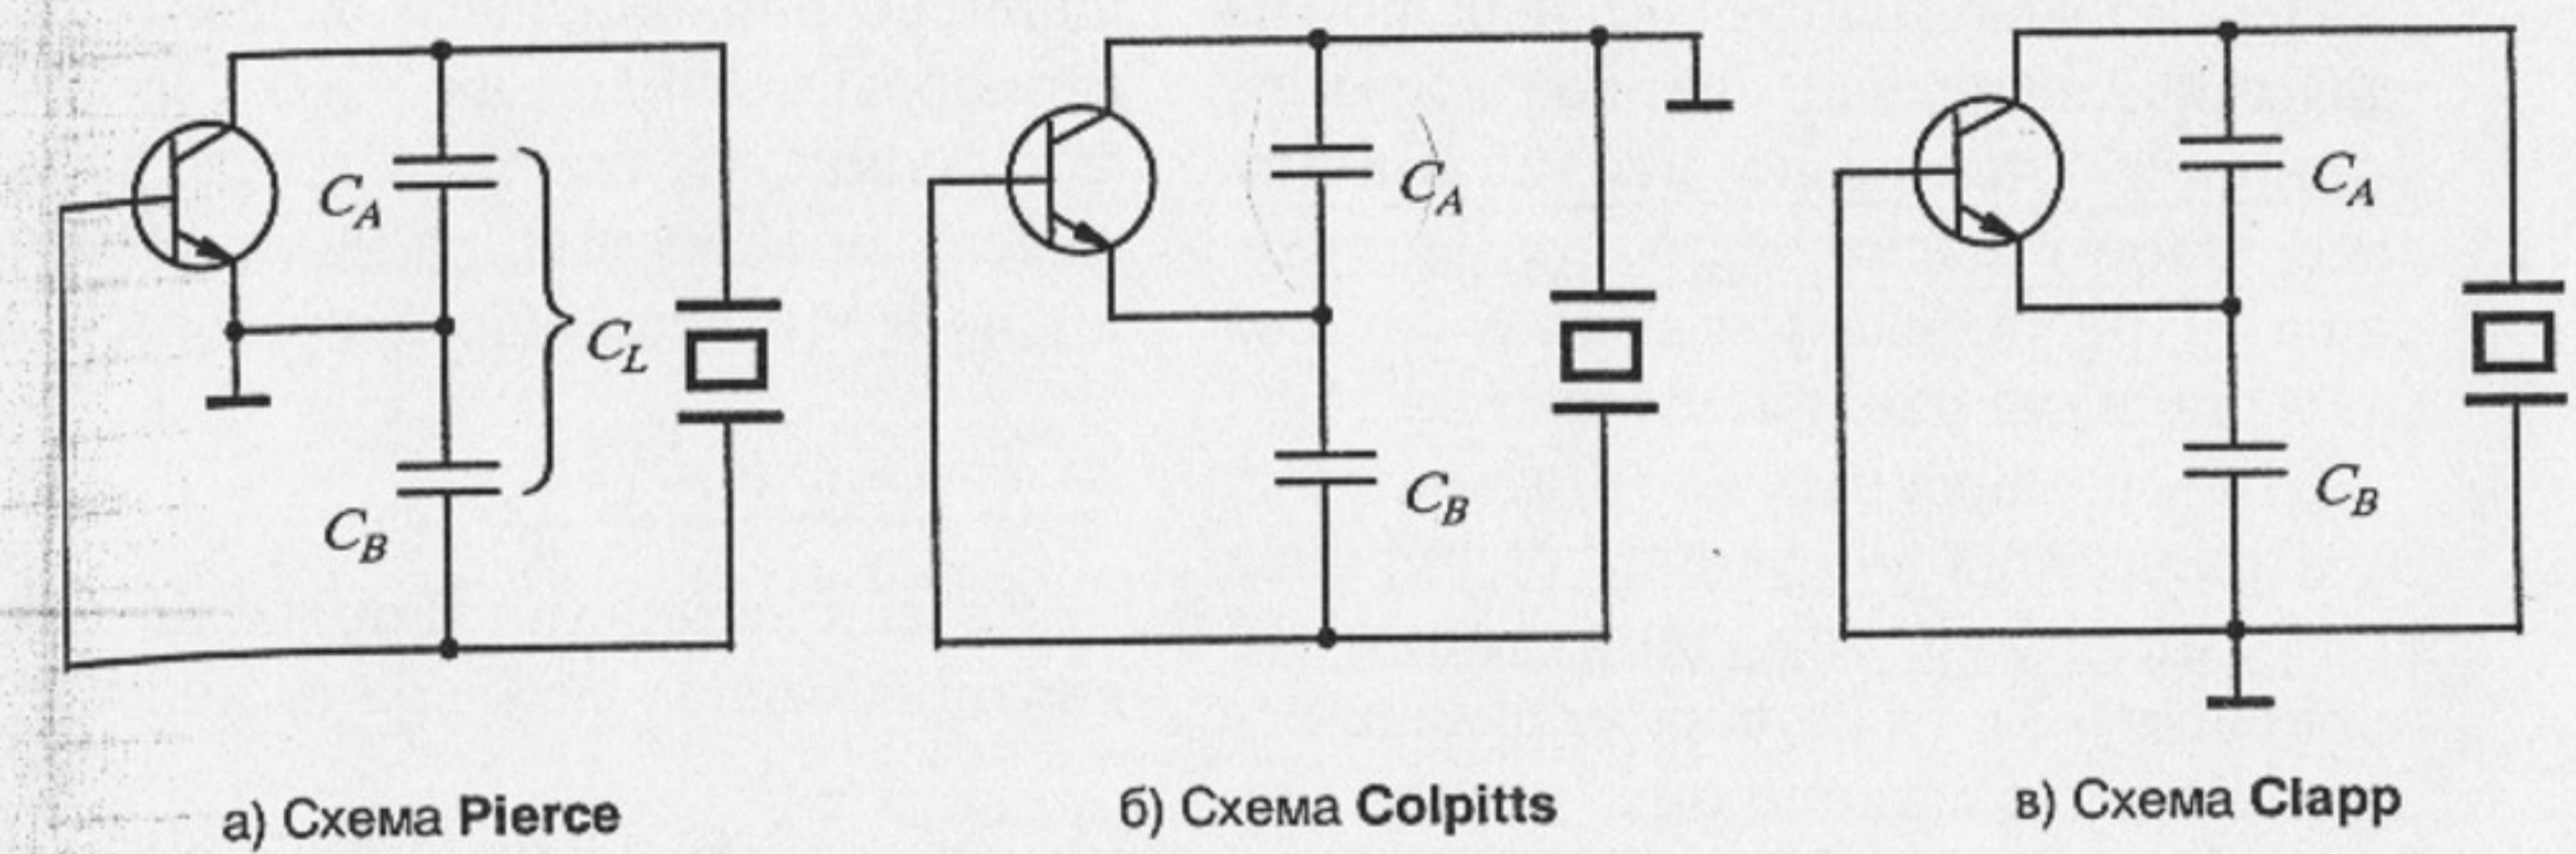 C_A
C_L
C_B
а) Схема Pierce
C_A
C_B
б) Схема Colpitts
C_A
C_B
в) Схема Clapp